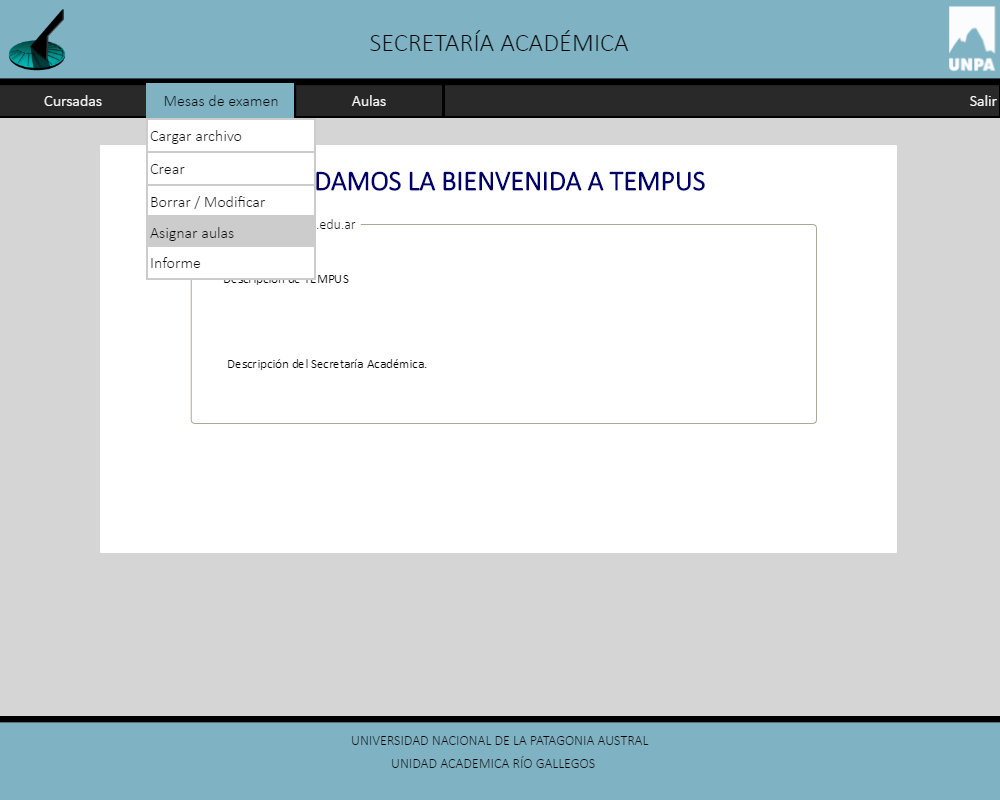 SECRETARÍA ACADÉMICA
UNPA
Cursadas
Mesas de examen
Aulas
Salir
Cargar archivo
Crear
Borrar / Modificar
Asignar aulas
Informe
DAMOS LA BIENVENIDA A TEMPUS
.edu.ar
Descripción de TEMPUS
Descripción del Secretaría Académica.
UNIVERSIDAD NACIONAL DE LA PATAGONIA AUSTRAL
UNIDAD ACADEMICA RÍO GALLEGOS